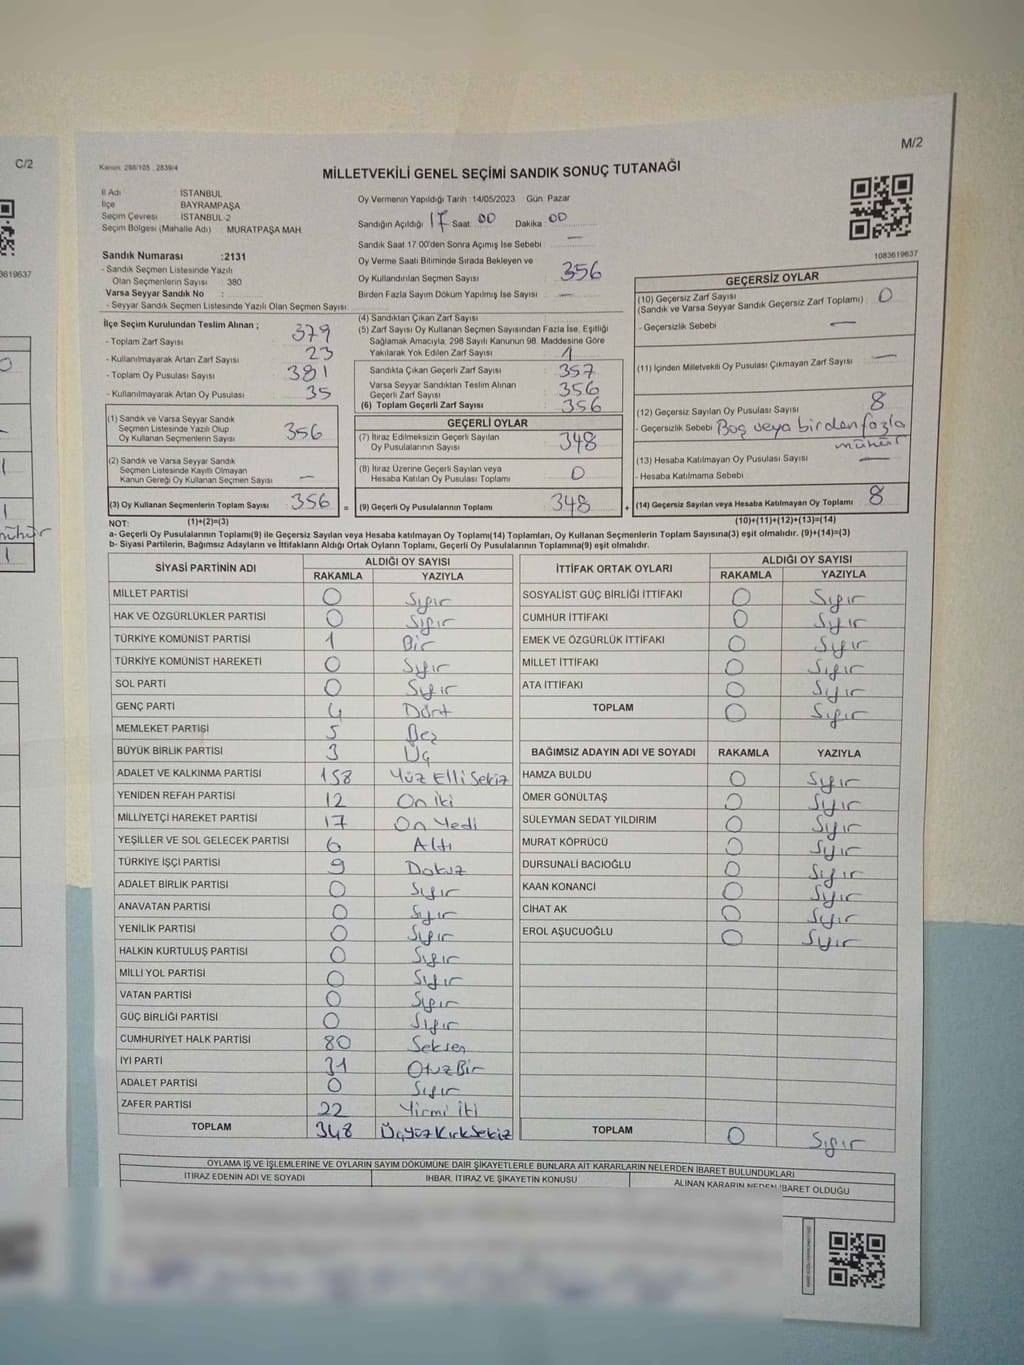 C/2
M/2
Kanun: 298/105 , 2839/4
MİLLETVEKİLİ GENEL SEÇİMİ SANDIK SONUÇ TUTANAĞI
İl Adı : İSTANBUL
İlçe BAYRAMPAŞA
Seçim Çevresi İSTANBUL-2
Seçim Bölgesi (Mahalle Adı) : MURATPAŞA MAH.
Sandık Numarası :2131
- Sandık Seçmen Listesinde Yazılı
Olan Seçmenlerin Sayısı : 380
Varsa Seyyar Sandık No :
- Seyyar Sandık Seçmen Listesinde Yazılı Olan Seçmen Sayısı:
Oy Vermenin Yapıldığı Tarih 14/05/2023 Gün: Pazar
Sandığın Açıldığı 17 Saat 00 Dakika 00
Sandık Saat 17:00'den Sonra Açımış İse Sebebi : —
Oy Verme Saati Bitiminde Sırada Bekleyen ve
Oy Kullandırılan Seçmen Sayısı : 356
Birden Fazla Sayım Döküm Yapılmış İse Sayısı : —
1083619637
3619637
İlçe Seçim Kurulundan Teslim Alınan ;
- Toplam Zarf Sayısı : 379
- Kullanılmayarak Artan Zarf Sayısı : 23
- Toplam Oy Pusulası Sayısı : 381
- Kullanılmayarak Artan Oy Pusulası : 35
(4) Sandıktan Çıkan Zarf Sayısı :
(5) Zarf Sayısı Oy Kullanan Seçmen Sayısından Fazla İse, Eşitliği
Sağlamak Amacıyla, 298 Sayılı Kanunun 98. Maddesine Göre
Yakılarak Yok Edilen Zarf Sayısı : 1
Sandıkta Çıkan Geçerli Zarf Sayısı : 357
Varsa Seyyar Sandıktan Teslim Alınan
Geçerli Zarf Sayısı : 356
(6) Toplam Geçerli Zarf Sayısı : 356
GEÇERSİZ OYLAR
(10) Geçersiz Zarf Sayısı : 0
(Sandık ve Varsa Seyyar Sandık Geçersiz Zarf Toplamı)
- Geçersizlik Sebebi : —
(11) İçinden Milletvekili Oy Pusulası Çıkmayan Zarf Sayısı : —
(12) Geçersiz Sayılan Oy Pusulası Sayısı : 8
- Geçersizlik Sebebi : Boş veya birden fazla
mühür
(13) Hesaba Katılmayan Oy Pusulası Sayısı : —
- Hesaba Katılmama Sebebi :
(14) Geçersiz Sayılan veya Hesaba Katılmayan Oy Toplamı : 8
(1) Sandık ve Varsa Seyyar Sandık
Seçmen Listesinde Yazılı Olup
Oy Kullanan Seçmenlerin Sayısı : 356
(2) Sandık ve Varsa Seyyar Sandık
Seçmen Listesinde Kayıtlı Olmayan
Kanun Gereği Oy Kullanan Seçmen Sayısı : —
(3) Oy Kullanan Seçmenlerin Toplam Sayısı : 356 =
GEÇERLİ OYLAR
(7) İtiraz Edilmeksizin Geçerli Sayılan
Oy Pusulalarının Sayısı : 348
(8) İtiraz Üzerine Geçerli Sayılan veya
Hesaba Katılan Oy Pusulası Toplamı : 0
(9) Geçerli Oy Pusulalarının Toplamı : 348 +
NOT: (1)+(2)=(3) (10)+(11)+(12)+(13)=(14)
a- Geçerli Oy Pusulalarının Toplamı(9) ile Geçersiz Sayılan veya Hesaba katılmayan Oy Toplamı(14) Toplamları, Oy Kullanan Seçmenlerin Toplam Sayısına(3) eşit olmalıdır. (9)+(14)=(3)
b- Siyasi Partilerin, Bağımsız Adayların ve İttifakların Aldığı Ortak Oyların Toplamı, Geçerli Oy Pusulalarının Toplamına(9) eşit olmalıdır.
SİYASİ PARTİNİN ADI ALDIĞI OY SAYISI
RAKAMLA YAZIYLA
MİLLET PARTİSİ 0 Sıfır
HAK VE ÖZGÜRLÜKLER PARTİSİ 0 Sıfır
TÜRKİYE KOMÜNİST PARTİSİ 1 Bir
TÜRKİYE KOMÜNİST HAREKETİ 0 Sıfır
SOL PARTİ 0 Sıfır
GENÇ PARTİ 4 Dört
MEMLEKET PARTİSİ 5 Beş
BÜYÜK BİRLİK PARTİSİ 3 Üç
ADALET VE KALKINMA PARTİSİ 158 Yüz Elli Sekiz
YENİDEN REFAH PARTİSİ 12 On iki
MİLLİYETÇİ HAREKET PARTİSİ 17 On Yedi
YEŞİLLER VE SOL GELECEK PARTİSİ 6 Altı
TÜRKİYE İŞÇİ PARTİSİ 9 Dokuz
ADALET BİRLİK PARTİSİ 0 Sıfır
ANAVATAN PARTİSİ 0 Sıfır
YENİLİK PARTİSİ 0 Sıfır
HALKIN KURTULUŞ PARTİSİ 0 Sıfır
MİLLİ YOL PARTİSİ 0 Sıfır
VATAN PARTİSİ 0 Sıfır
GÜÇ BİRLİĞİ PARTİSİ 0 Sıfır
CUMHURİYET HALK PARTİSİ 80 Seksen
İYİ PARTİ 31 Otuz Bir
ADALET PARTİSİ 0 Sıfır
ZAFER PARTİSİ 22 Yirmi iki
TOPLAM 348 ÜçyüzKırkSekiz
İTTİFAK ORTAK OYLARI ALDIĞI OY SAYISI
RAKAMLA YAZIYLA
SOSYALİST GÜÇ BİRLİĞİ İTTİFAKI 0 Sıfır
CUMHUR İTTİFAKI 0 Sıfır
EMEK VE ÖZGÜRLÜK İTTİFAKI 0 Sıfır
MİLLET İTTİFAKI 0 Sıfır
ATA İTTİFAKI 0 Sıfır
TOPLAM 0 Sıfır
BAĞIMSIZ ADAYIN ADI VE SOYADI RAKAMLA YAZIYLA
HAMZA BULDU 0 Sıfır
ÖMER GÖNÜLTAŞ 0 Sıfır
SÜLEYMAN SEDAT YILDIRIM 0 Sıfır
MURAT KÖPRÜCÜ 0 Sıfır
DURSUNALİ BACIOĞLU 0 Sıfır
KAAN KONANCİ 0 Sıfır
CİHAT AK 0 Sıfır
EROL AŞUCUOĞLU 0 Sıfır
TOPLAM 0 Sıfır
OYLAMA İŞ VE İŞLEMLERİNE VE OYLARIN SAYIM DÖKÜMÜNE DAİR ŞİKAYETLERLE BUNLARA AİT KARARLARIN NELERDEN İBARET BULUNDUKLARI
İTİRAZ EDENİN ADI VE SOYADI İHBAR, İTİRAZ VE ŞİKAYETİN KONUSU ALINAN KARARIN NEDEN İBARET OLDUĞU